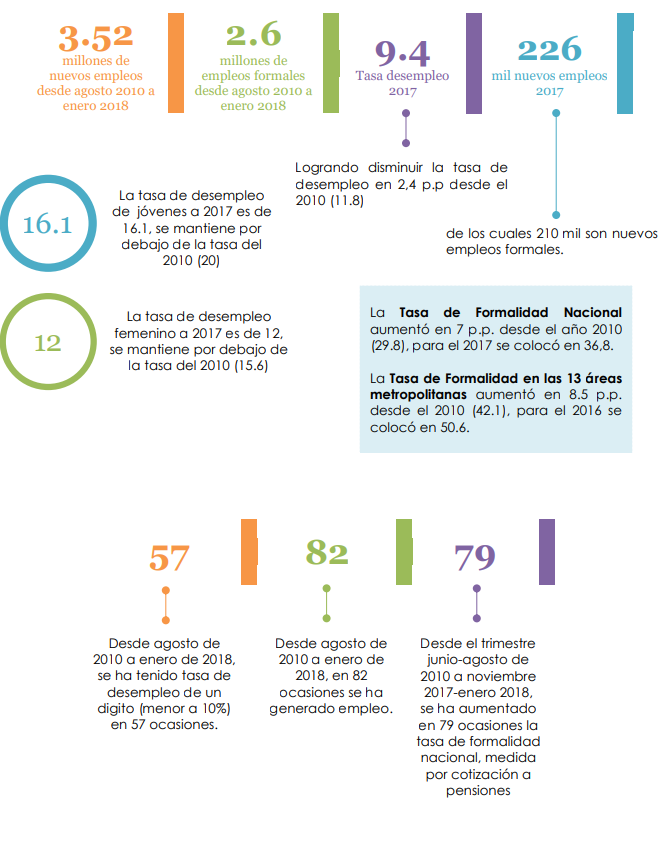 3.52
millones de
nuevos empleos
desde agosto 2010 a
enero 2018
2.6
millones de
empleos formales
desde agosto 2010 a
enero 2018
9.4
Tasa desempleo
2017
226
mil nuevos empleos
2017
Logrando disminuir la tasa de
desempleo en 2,4 p.p desde el
2010 (11.8)
de los cuales 210 mil son nuevos
empleos formales.
16.1
La tasa de desempleo
de jóvenes a 2017 es de
16.1, se mantiene por
debajo de la tasa del
2010 (20)
12
La tasa de desempleo
femenino a 2017 es de 12,
se mantiene por debajo de
la tasa del 2010 (15.6)
La Tasa de Formalidad Nacional
aumentó en 7 p.p. desde el año 2010
(29.8), para el 2017 se colocó en 36,8.
La Tasa de Formalidad en las 13 áreas
metropolitanas aumentó en 8.5 p.p.
desde el 2010 (42.1), para el 2016 se
colocó en 50.6.
57
Desde agosto de
2010 a enero de 2018,
se ha tenido tasa de
desempleo de un
digito (menor a 10%)
en 57 ocasiones.
82
Desde agosto de
2010 a enero de
2018, en 82
ocasiones se ha
generado empleo.
79
Desde el trimestre
junio-agosto de
2010 a noviembre
2017-enero 2018,
se ha aumentado
en 79 ocasiones la
tasa de formalidad
nacional, medida
por cotización a
pensiones